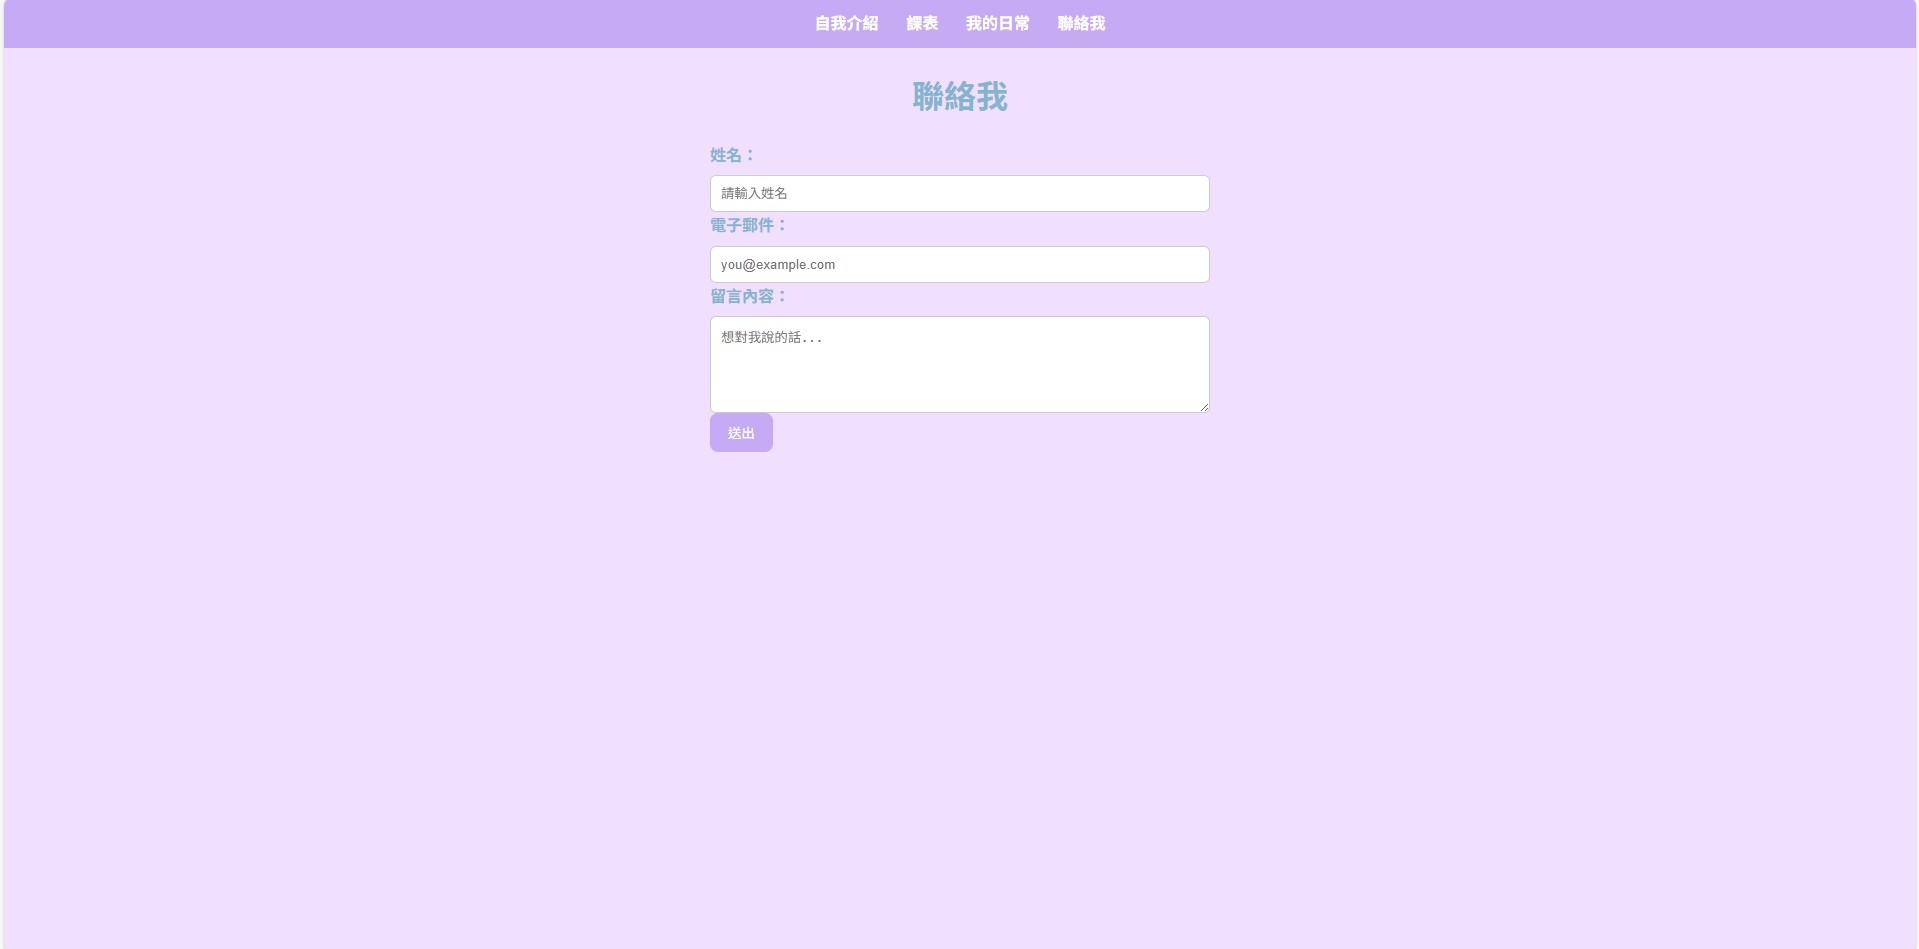 自我介紹 課表 我的日常 聯絡我
聯絡我
姓名：
請輸入姓名
電子郵件：
you@example.com
留言內容：
想對我說的話...
送出